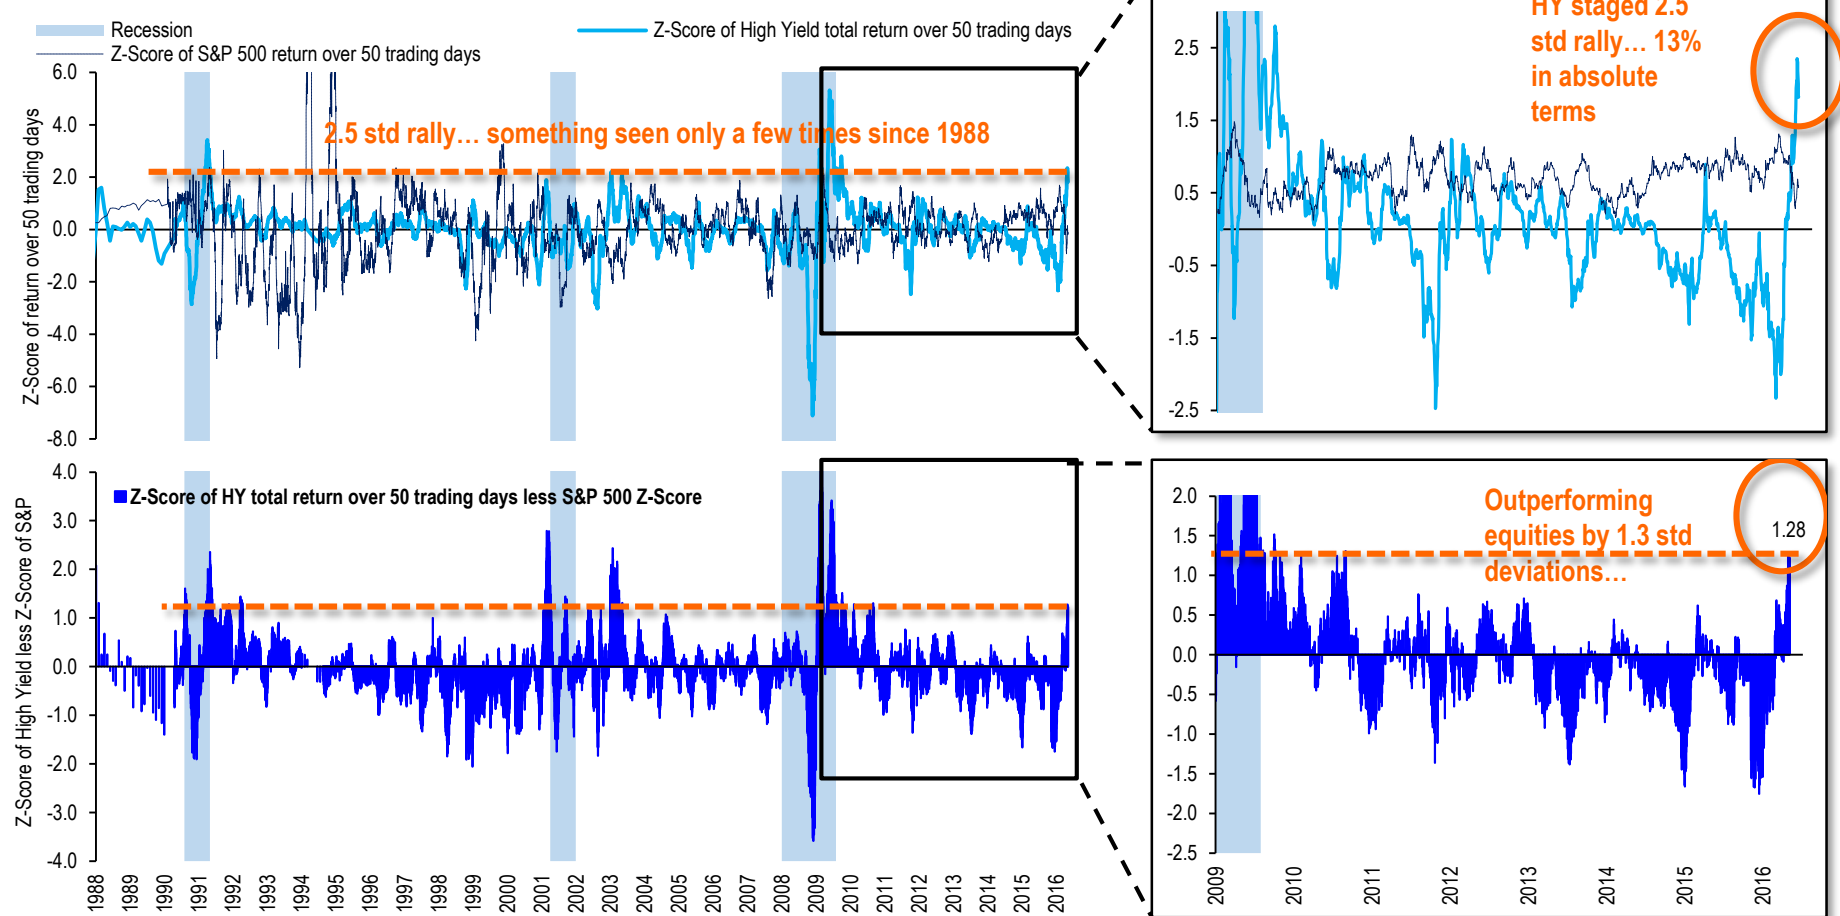 Recession
Z-Score of High Yield total return over 50 trading days
Z-Score of S&P 500 return over 50 trading days
Z-Score of return over 50 trading days
6.0
4.0
2.0
0.0
-2.0
-4.0
-6.0
-8.0
2.5 std rally... something seen only a few times since 1988
HY staged 2.5
std rally... 13%
in absolute
terms
2.5
1.5
0.5
-0.5
-1.5
-2.5
Z-Score of High Yield less Z-Score of S&P
4.0
3.0
2.0
1.0
0.0
-1.0
-2.0
-3.0
-4.0
Z-Score of HY total return over 50 trading days less S&P 500 Z-Score
1988 1989 1990 1991 1992 1993 1994 1995 1996 1997 1998 1999 2000 2001 2002 2003 2004 2005 2006 2007 2008 2009 2010 2011 2012 2013 2014 2015 2016
Outperforming
equities by 1.3 std
deviations...
1.28
2.0
1.5
1.0
0.5
0.0
-0.5
-1.0
-1.5
-2.0
-2.5
2009 2010 2011 2012 2013 2014 2015 2016